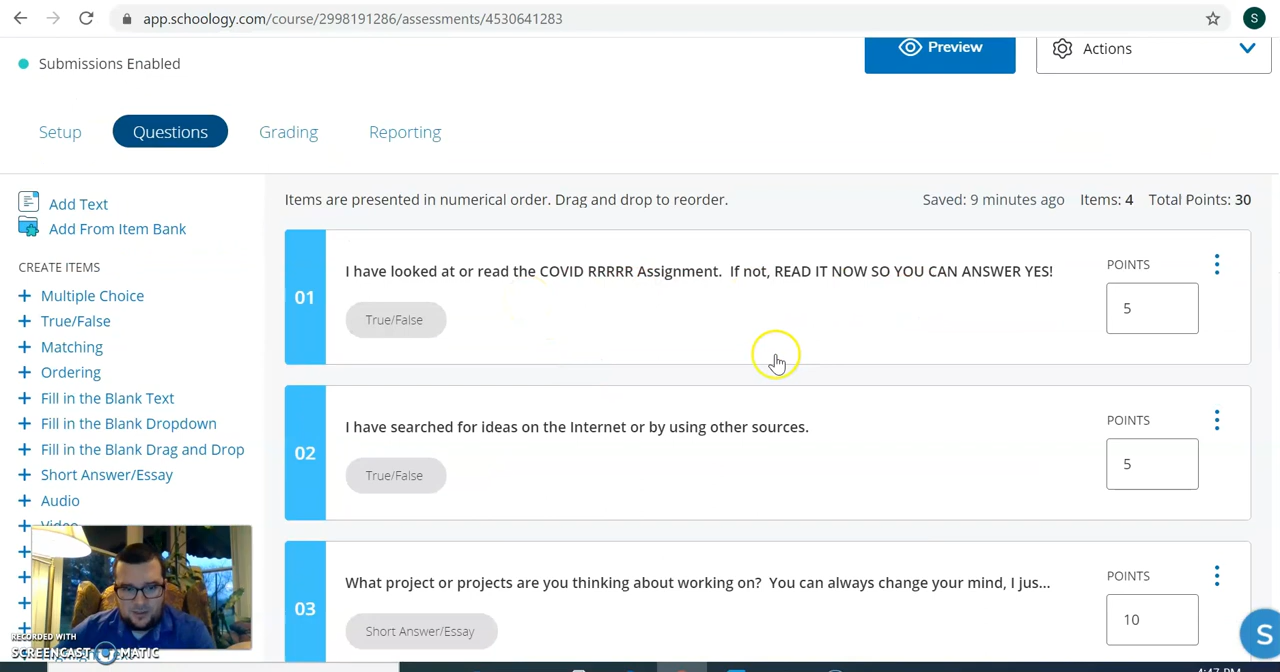 app.schoology.com/course/2998191286/assessments/4530641283
S
Submissions Enabled
Preview
Actions
Setup
Questions
Grading
Reporting
Add Text
Add From Item Bank
CREATE ITEMS
+ Multiple Choice
+ True/False
+ Matching
+ Ordering
+ Fill in the Blank Text
+ Fill in the Blank Dropdown
+ Fill in the Blank Drag and Drop
+ Short Answer/Essay
+ Audio
+ Video
Items are presented in numerical order. Drag and drop to reorder.
Saved: 9 minutes ago
Items: 4
Total Points: 30
01
I have looked at or read the COVID RRRRR Assignment. If not, READ IT NOW SO YOU CAN ANSWER YES!
True/False
POINTS
5
02
I have searched for ideas on the Internet or by using other sources.
True/False
POINTS
5
03
What project or projects are you thinking about working on? You can always change your mind, I jus...
Short Answer/Essay
POINTS
10
S
RECORDED WITH
SCREENCAST MATIC
4:47 PM